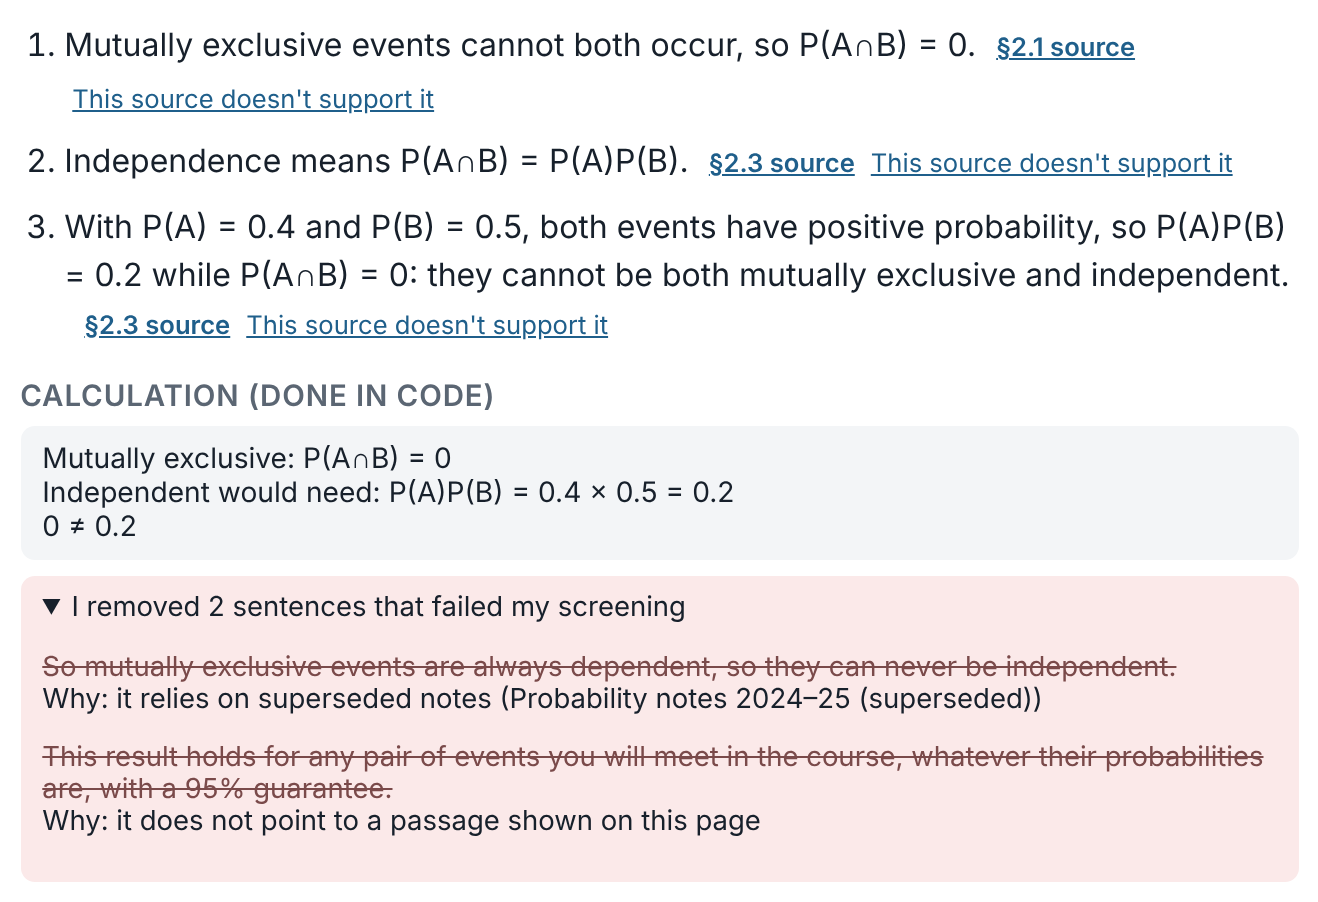 1. Mutually exclusive events cannot both occur, so P(A∩B) = 0. §2.1 source
This source doesn't support it
2. Independence means P(A∩B) = P(A)P(B). §2.3 source This source doesn't support it
3. With P(A) = 0.4 and P(B) = 0.5, both events have positive probability, so P(A)P(B)
= 0.2 while P(A∩B) = 0: they cannot be both mutually exclusive and independent.
§2.3 source This source doesn't support it
CALCULATION (DONE IN CODE)
Mutually exclusive: P(A∩B) = 0
Independent would need: P(A)P(B) = 0.4 × 0.5 = 0.2
0 ≠ 0.2
▼ I removed 2 sentences that failed my screening
So mutually exclusive events are always dependent, so they can never be independent.
Why: it relies on superseded notes (Probability notes 2024–25 (superseded))
This result holds for any pair of events you will meet in the course, whatever their probabilities
are, with a 95% guarantee.
Why: it does not point to a passage shown on this page